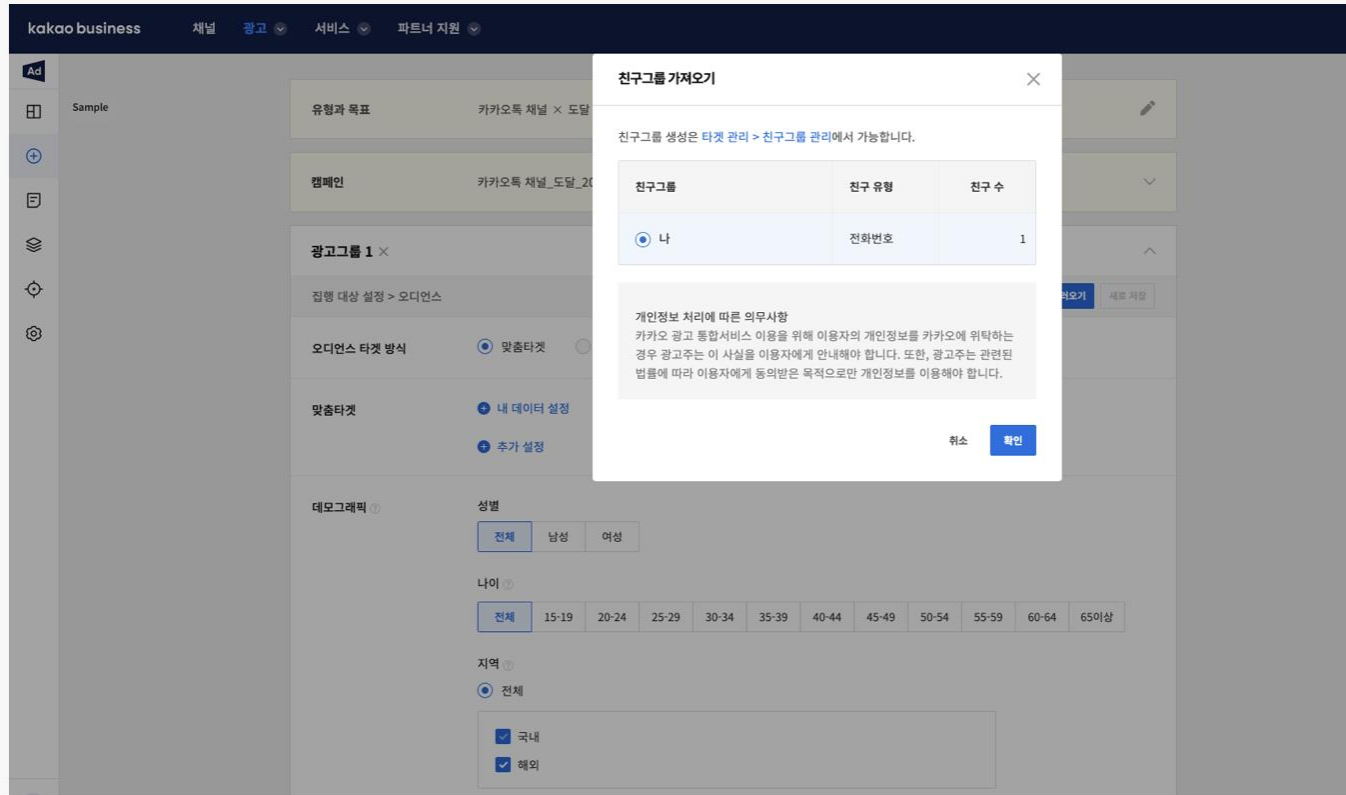 kakao business 채널 광고 서비스 파트너 지원
Ad
Sample
유형과 목표 카카오톡 채널 × 도달
캠페인 카카오톡 채널_도달_20
광고그룹 1 ×
집행 대상 설정 > 오디언스
새로 저장
오디언스 타겟 방식 맞춤타겟
맞춤타겟 내 데이터 설정
추가 설정
데모그래픽 ?
성별
전체 남성 여성
나이 ?
전체 15-19 20-24 25-29 30-34 35-39 40-44 45-49 50-54 55-59 60-64 65이상
지역 ?
전체
국내
해외
친구그룹 가져오기
친구그룹 생성은 타겟 관리 > 친구그룹 관리에서 가능합니다.
친구그룹 친구 유형 친구 수
나 전화번호 1
개인정보 처리에 따른 의무사항
카카오 광고 통합서비스 이용을 위해 이용자의 개인정보를 카카오에 위탁하는
경우 광고주는 이 사실을 이용자에게 안내해야 합니다. 또한, 광고주는 관련된
법률에 따라 이용자에게 동의받은 목적으로만 개인정보를 이용해야 합니다.
취소 확인